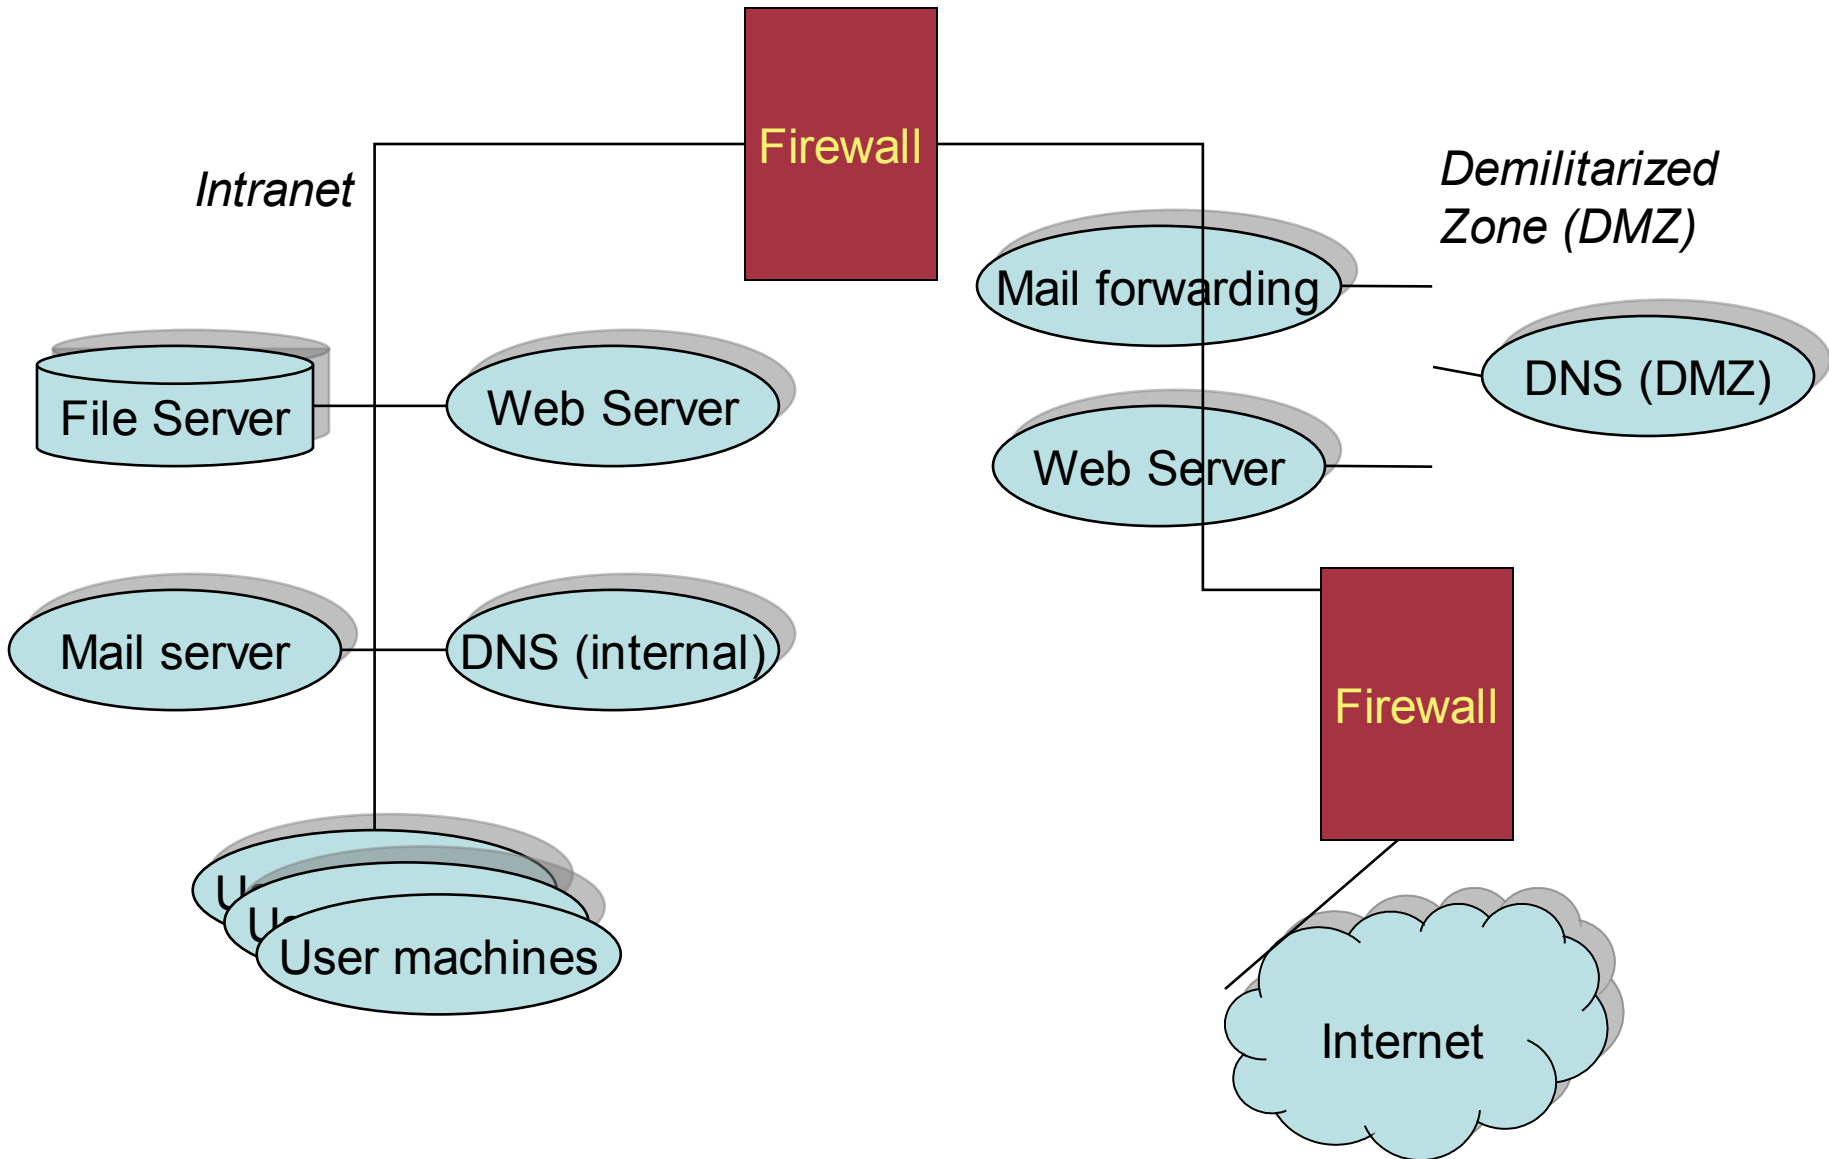 Firewall
Intranet
Demilitarized
Zone (DMZ)
Mail forwarding
DNS (DMZ)
File Server
Web Server
Web Server
Mail server
DNS (internal)
Firewall
User machines
Internet